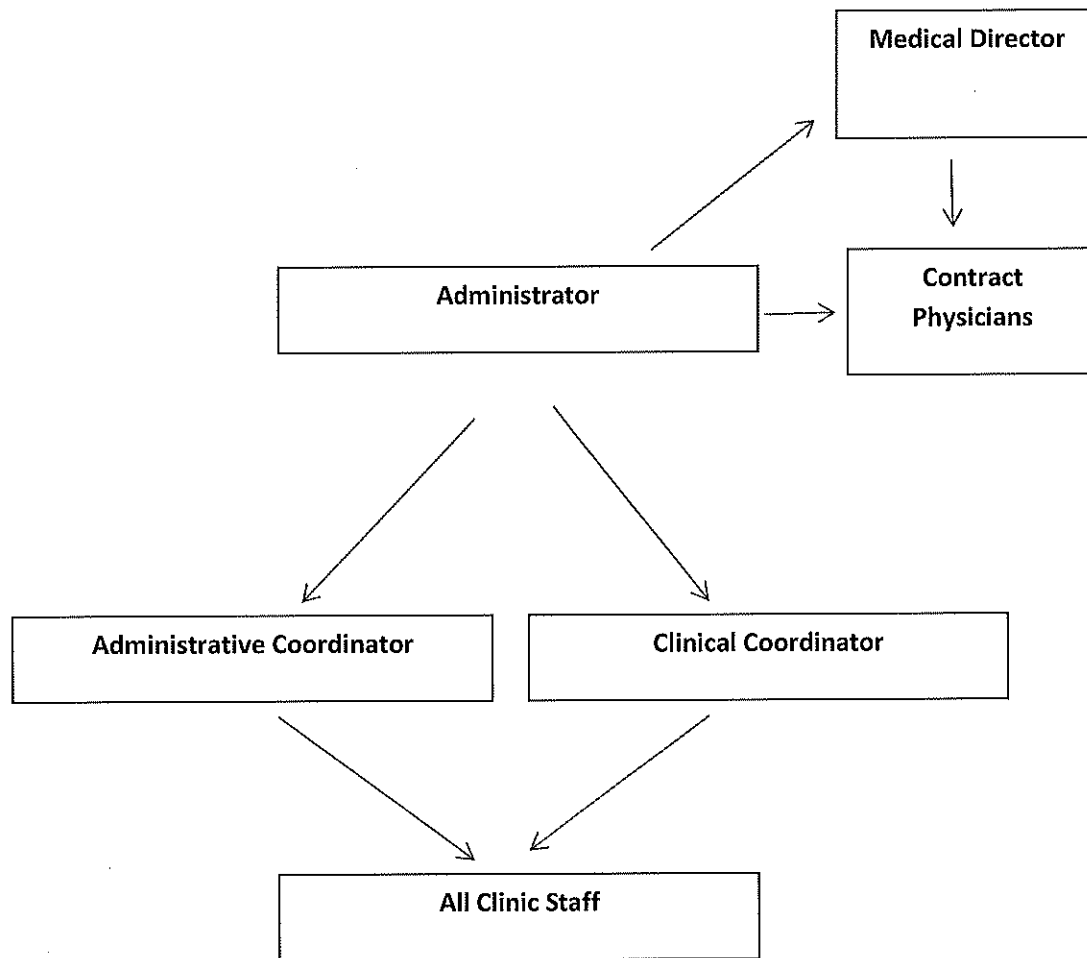 Medical Director
Administrator
Contract
Physicians
Administrative Coordinator
Clinical Coordinator
All Clinic Staff